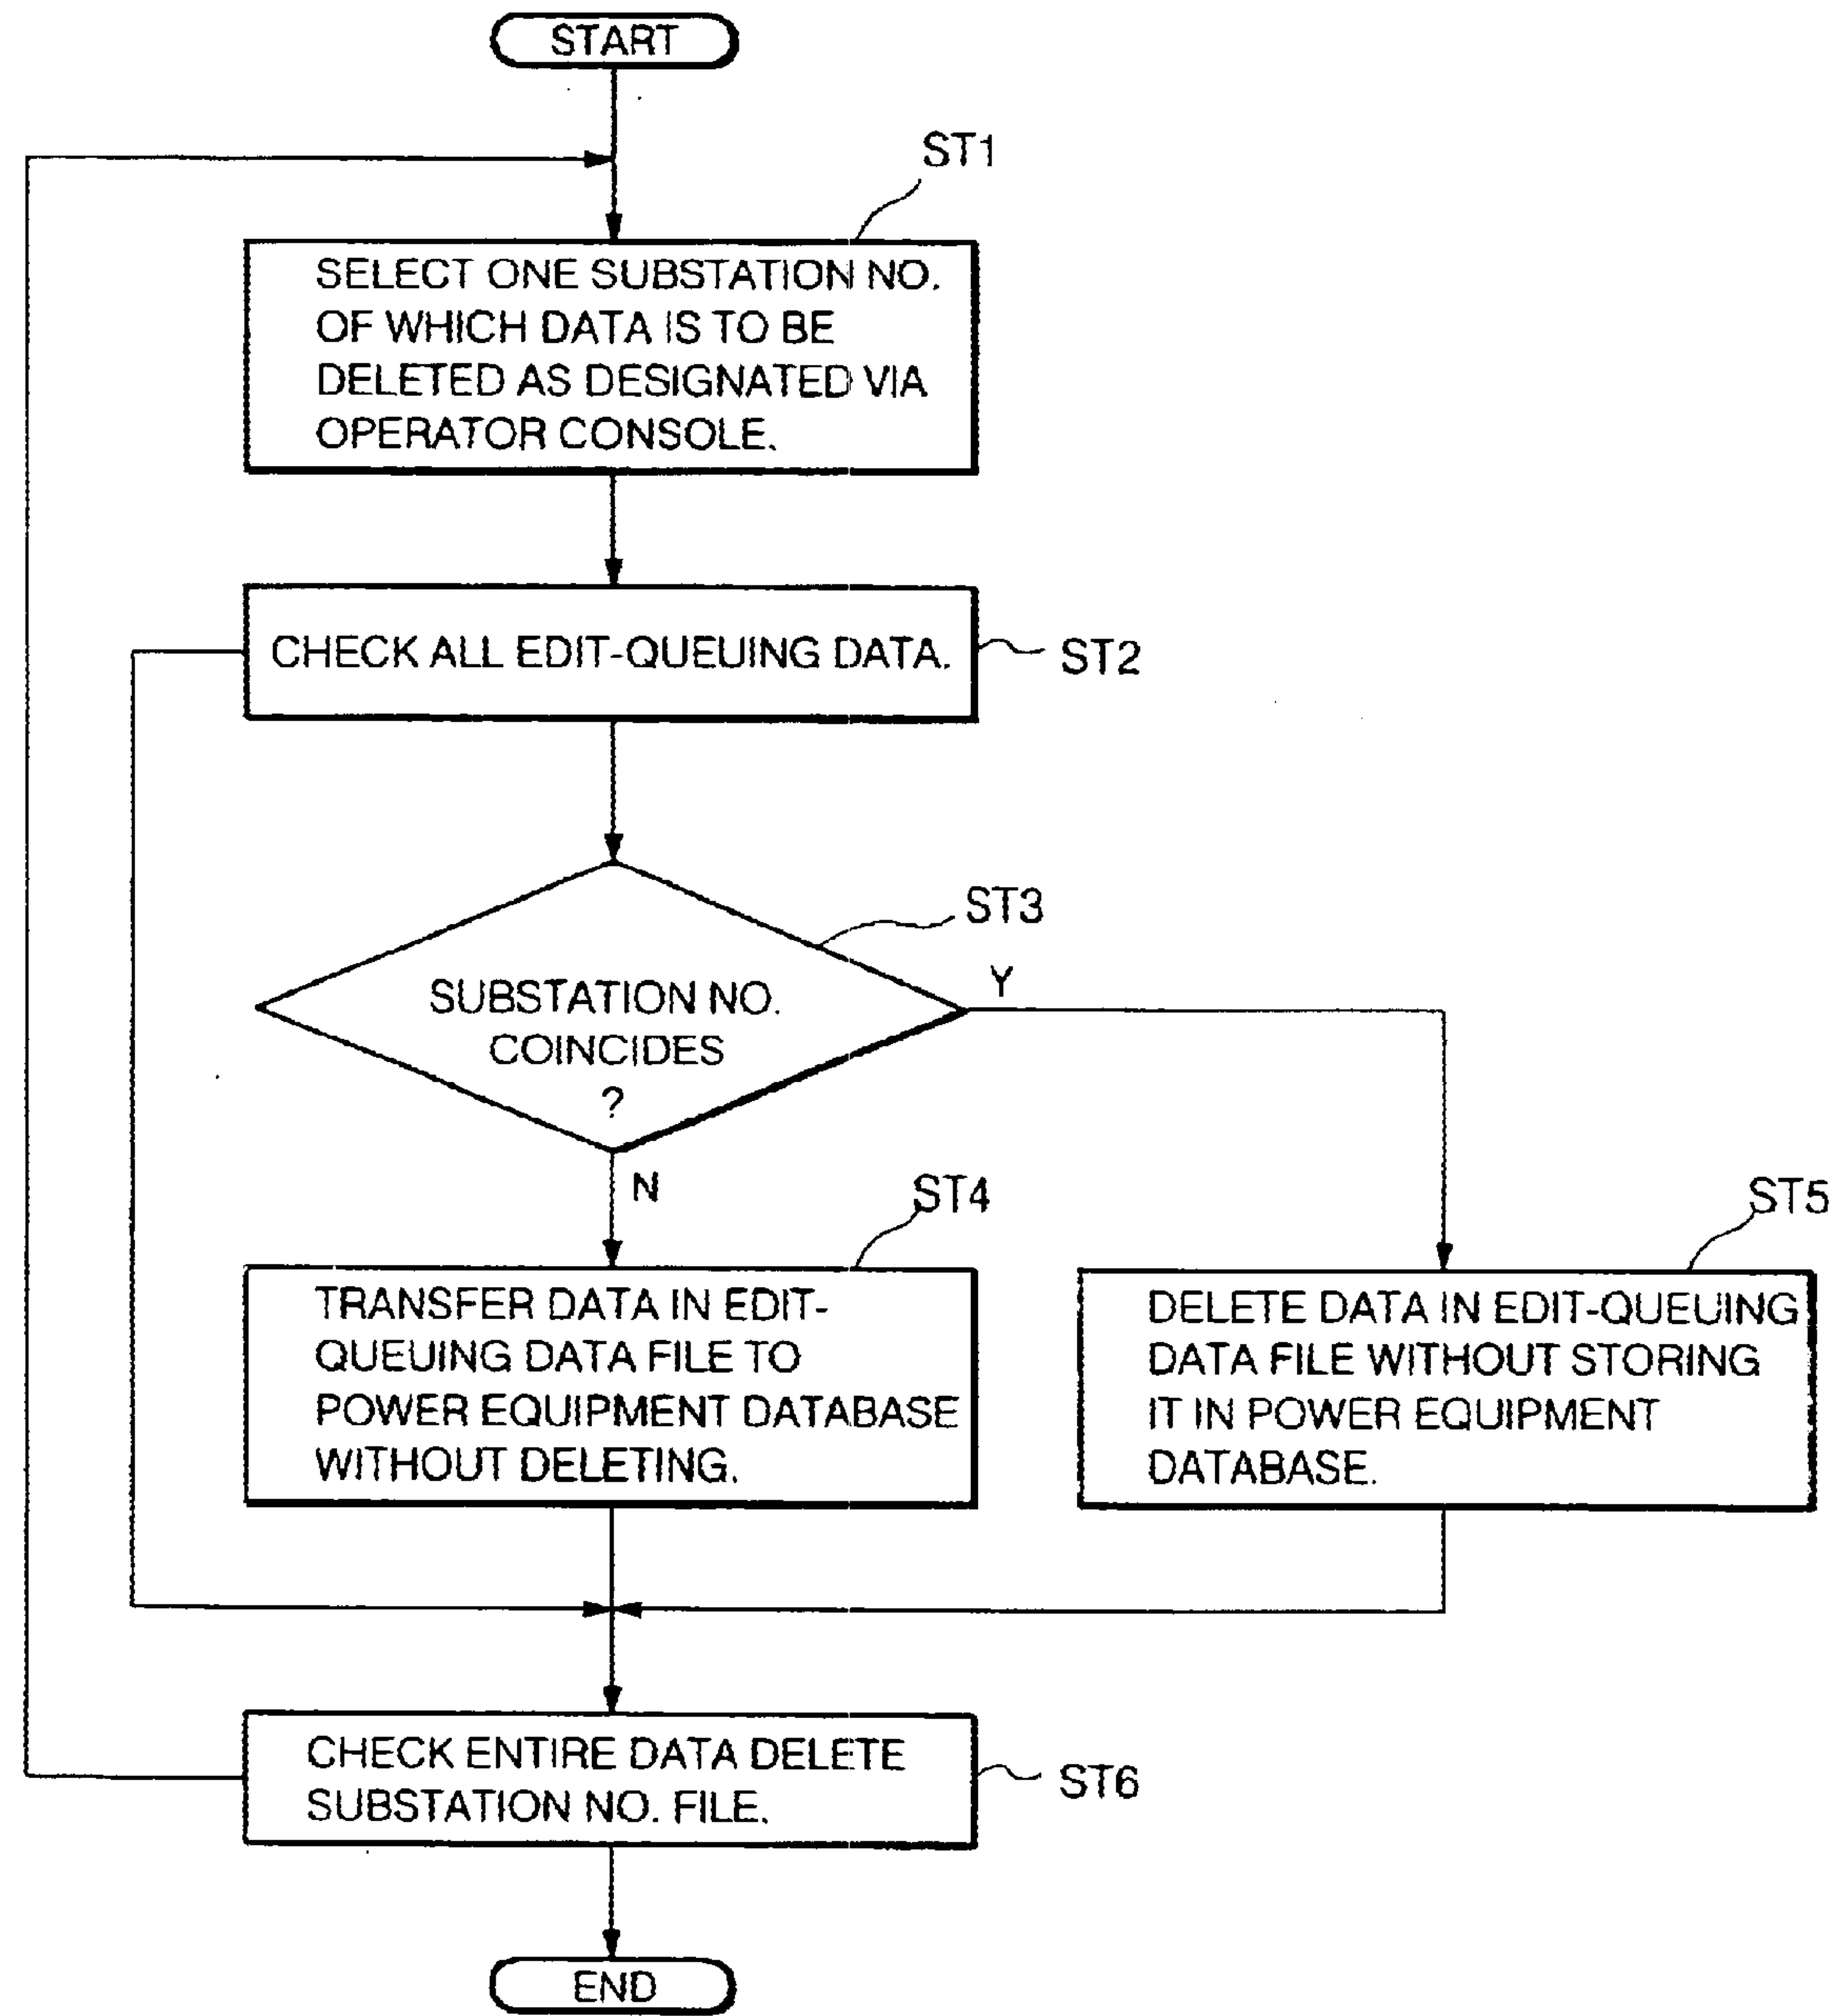 START
ST1
SELECT ONE SUBSTATION NO.
OF WHICH DATA IS TO BE
DELETED AS DESIGNATED VIA
OPERATOR CONSOLE.
CHECK ALL EDIT-QUEUING DATA.
ST2
ST3
SUBSTATION NO.
COINCIDES
?
Y
N
ST4
TRANSFER DATA IN EDIT-
QUEUING DATA FILE TO
POWER EQUIPMENT DATABASE
WITHOUT DELETING.
ST5
DELETE DATA IN EDIT-QUEUING
DATA FILE WITHOUT STORING
IT IN POWER EQUIPMENT
DATABASE.
CHECK ENTIRE DATA DELETE
SUBSTATION NO. FILE.
ST6
END